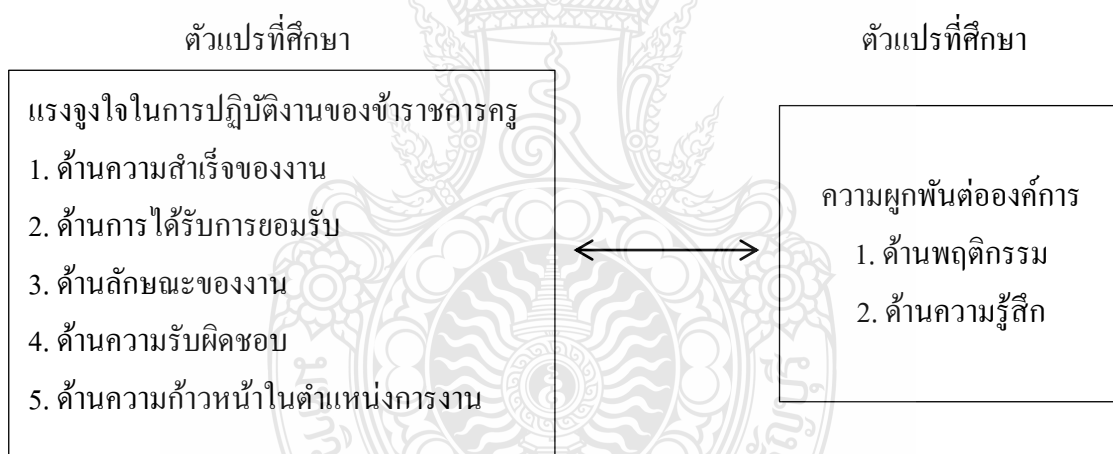 ตัวแปรที่ศึกษา
แรงจูงใจในการปฏิบัติงานของข้าราชการครู
1. ด้านความสำเร็จของงาน
2. ด้านการได้รับการยอมรับ
3. ด้านลักษณะของงาน
4. ด้านความรับผิดชอบ
5. ด้านความก้าวหน้าในตำแหน่งการงาน
ตัวแปรที่ศึกษา
ความผูกพันต่อองค์การ
1. ด้านพฤติกรรม
2. ด้านความรู้สึก